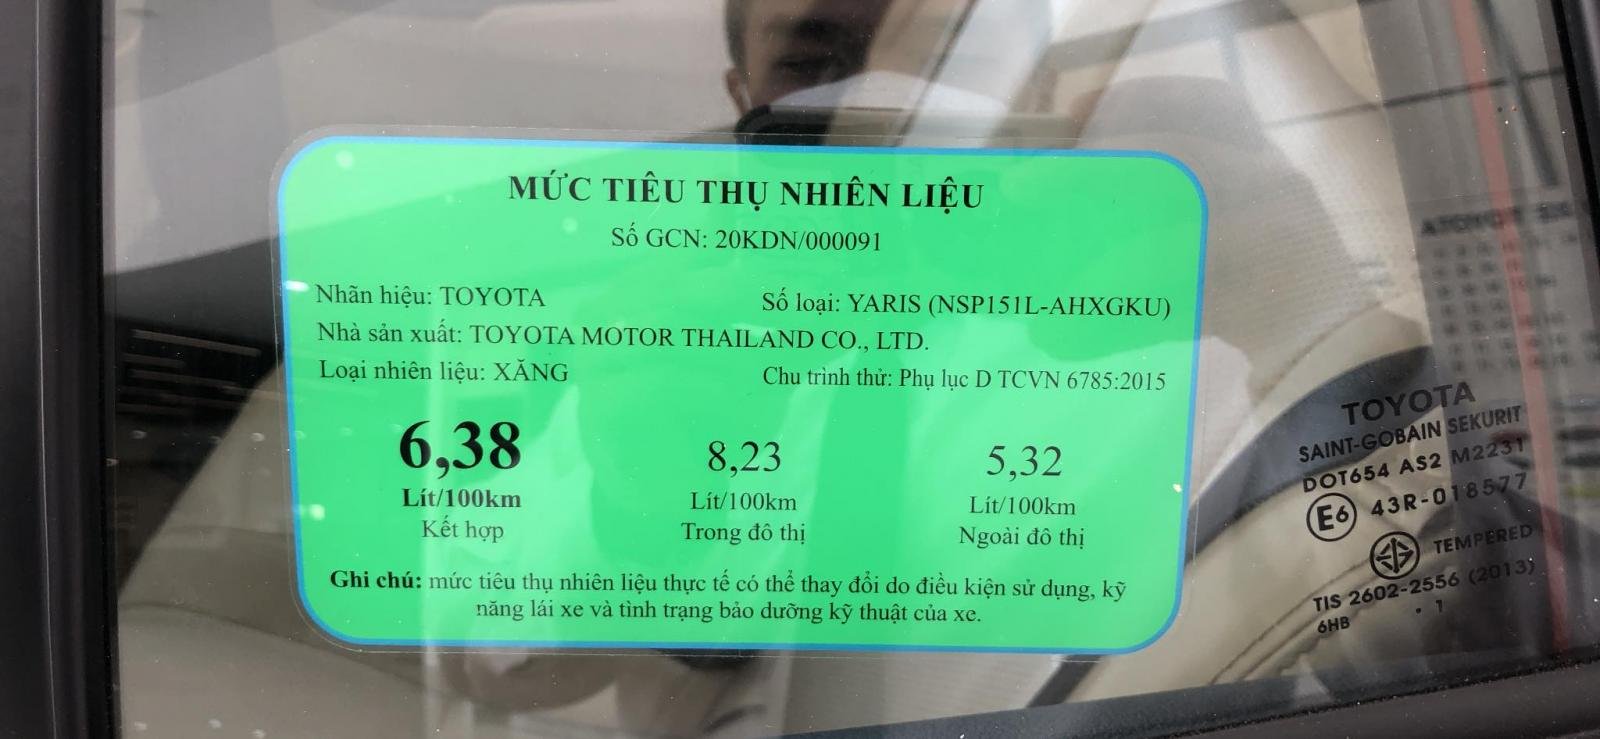 MỨC TIÊU THỤ NHIÊN LIỆU
Số GCN: 20KDN/000091
Nhãn hiệu: TOYOTA
Số loại: YARIS (NSP151L-AHXGKU)
Nhà sản xuất: TOYOTA MOTOR THAILAND CO., LTD.
Loại nhiên liệu: XĂNG
Chu trình thử: Phụ lục D TCVN 6785:2015
6,38
Lít/100km
Kết hợp
8,23
Lít/100km
Trong đô thị
5,32
Lít/100km
Ngoài đô thị
Ghi chú: mức tiêu thụ nhiên liệu thực tế có thể thay đổi do điều kiện sử dụng, kỹ
năng lái xe và tình trạng bảo dưỡng kỹ thuật của xe.
TOYOTA
SAINT-GOBAIN SEKURIT
DOT654 AS2 M2231
E6 43R-018577
TEMPERED
TIS 2602-2556 (2013)
6HB . 1